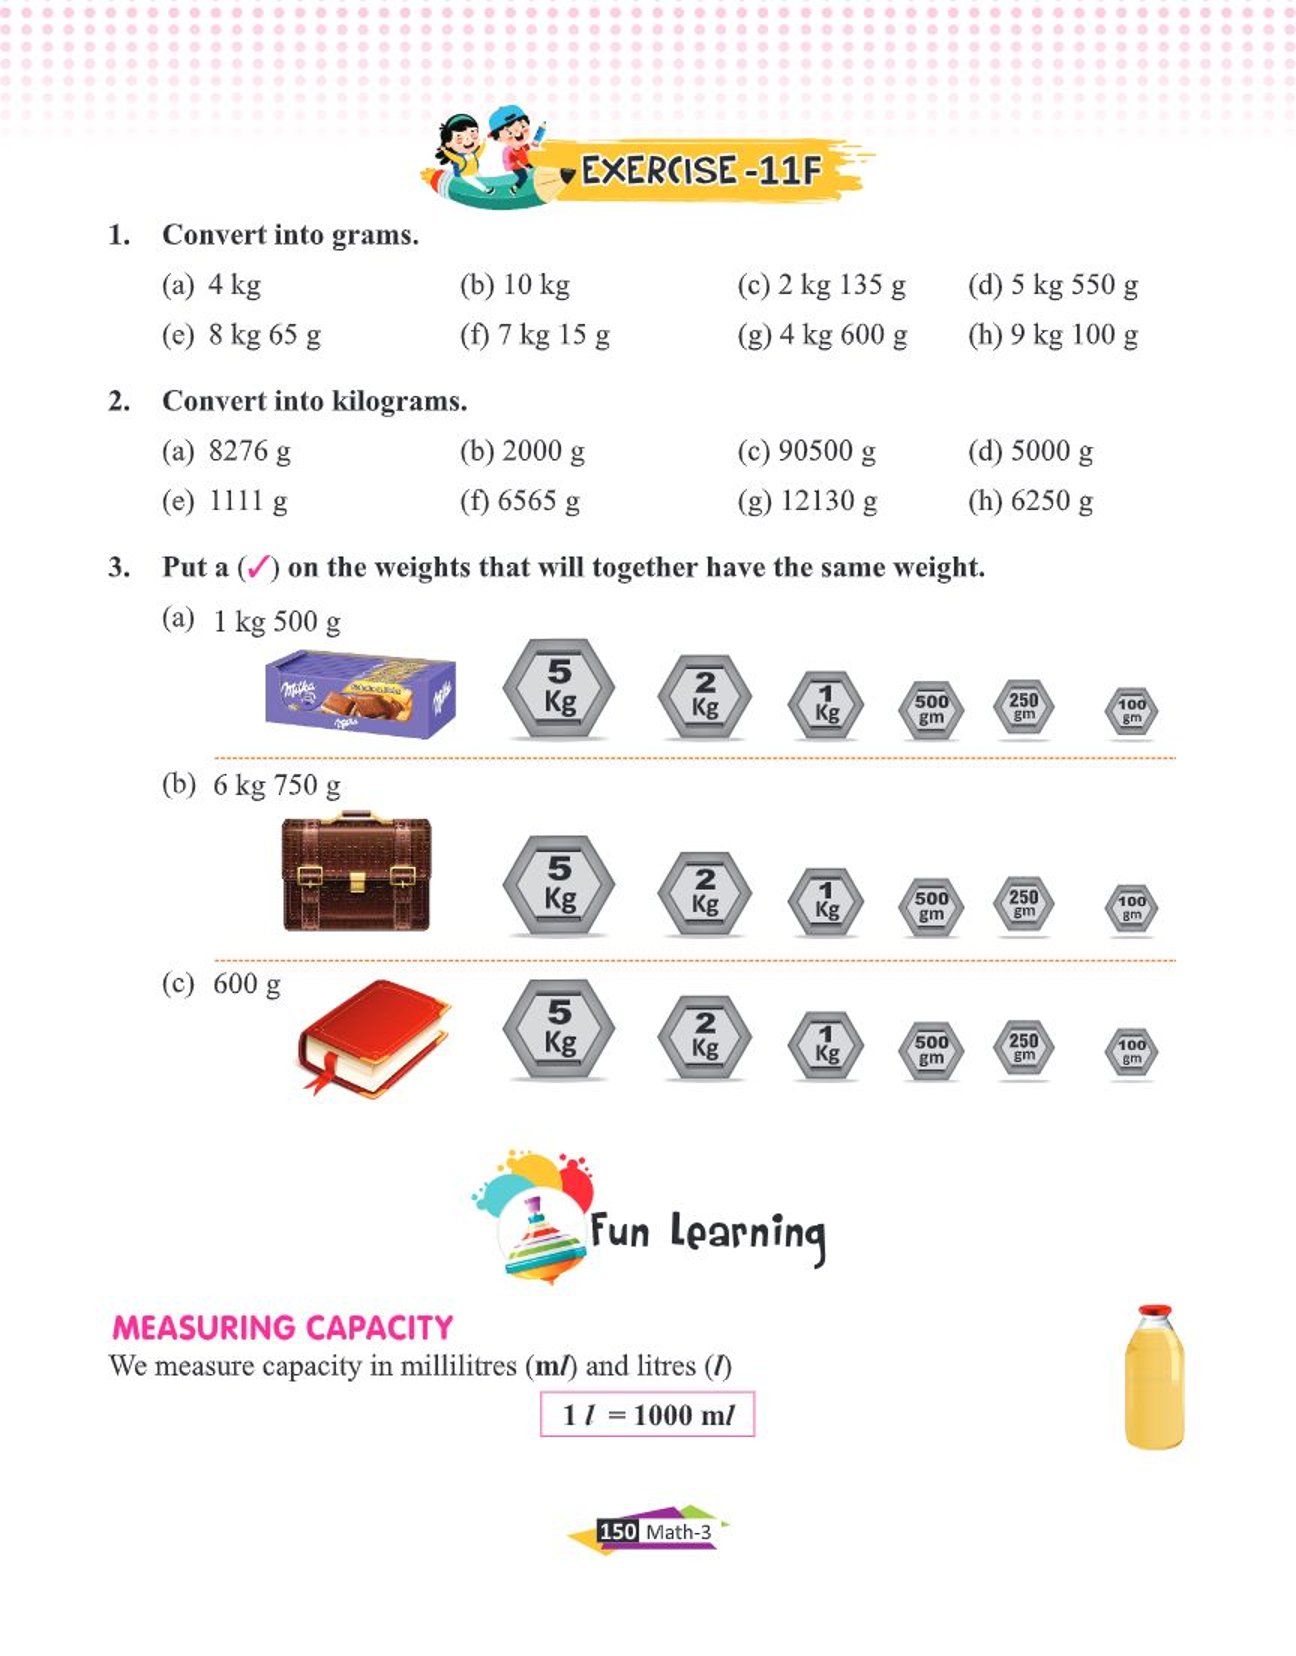 EXERCISE -11F
1. Convert into grams.
(a) 4 kg (b) 10 kg (c) 2 kg 135 g (d) 5 kg 550 g
(e) 8 kg 65 g (f) 7 kg 15 g (g) 4 kg 600 g (h) 9 kg 100 g
2. Convert into kilograms.
(a) 8276 g (b) 2000 g (c) 90500 g (d) 5000 g
(e) 1111 g (f) 6565 g (g) 12130 g (h) 6250 g
3. Put a (✓) on the weights that will together have the same weight.
(a) 1 kg 500 g
Milka
Milka
5 Kg 2 Kg 1 Kg 500 gm 250 gm 100 gm
(b) 6 kg 750 g
5 Kg 2 Kg 1 Kg 500 gm 250 gm 100 gm
(c) 600 g
5 Kg 2 Kg 1 Kg 500 gm 250 gm 100 gm
Fun Learning
MEASURING CAPACITY
We measure capacity in millilitres (ml) and litres (l)
1 l = 1000 ml
150 Math-3